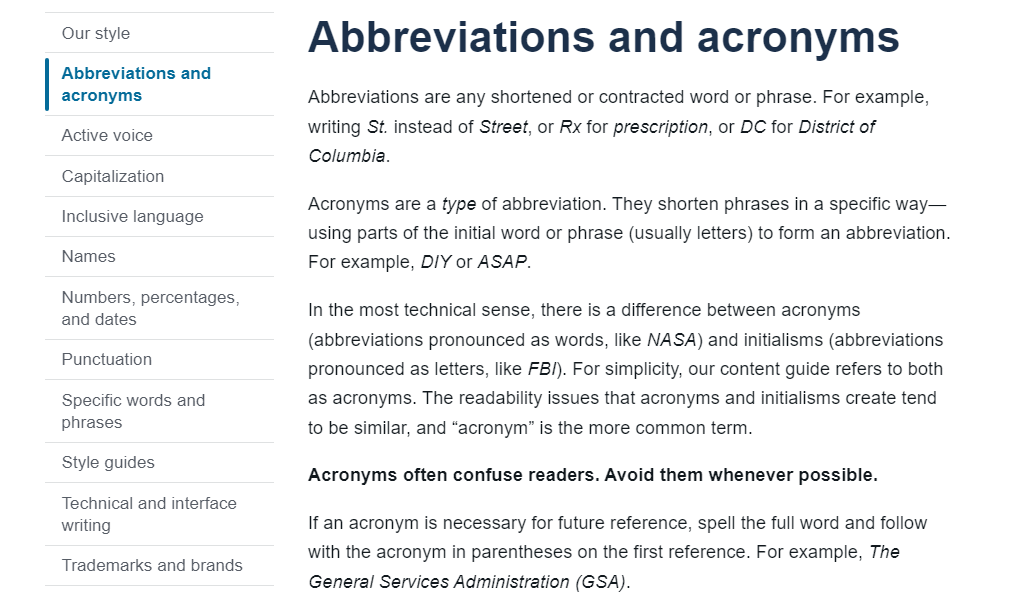 Our style
Abbreviations and
acronyms
Active voice
Capitalization
Inclusive language
Names
Numbers, percentages,
and dates
Punctuation
Specific words and
phrases
Style guides
Technical and interface
writing
Trademarks and brands
Abbreviations and acronyms
Abbreviations are any shortened or contracted word or phrase. For example,
writing St. instead of Street, or Rx for prescription, or DC for District of
Columbia.
Acronyms are a type of abbreviation. They shorten phrases in a specific way—
using parts of the initial word or phrase (usually letters) to form an abbreviation.
For example, DIY or ASAP.
In the most technical sense, there is a difference between acronyms
(abbreviations pronounced as words, like NASA) and initialisms (abbreviations
pronounced as letters, like FBI). For simplicity, our content guide refers to both
as acronyms. The readability issues that acronyms and initialisms create tend
to be similar, and “acronym” is the more common term.
Acronyms often confuse readers. Avoid them whenever possible.
If an acronym is necessary for future reference, spell the full word and follow
with the acronym in parentheses on the first reference. For example, The
General Services Administration (GSA).